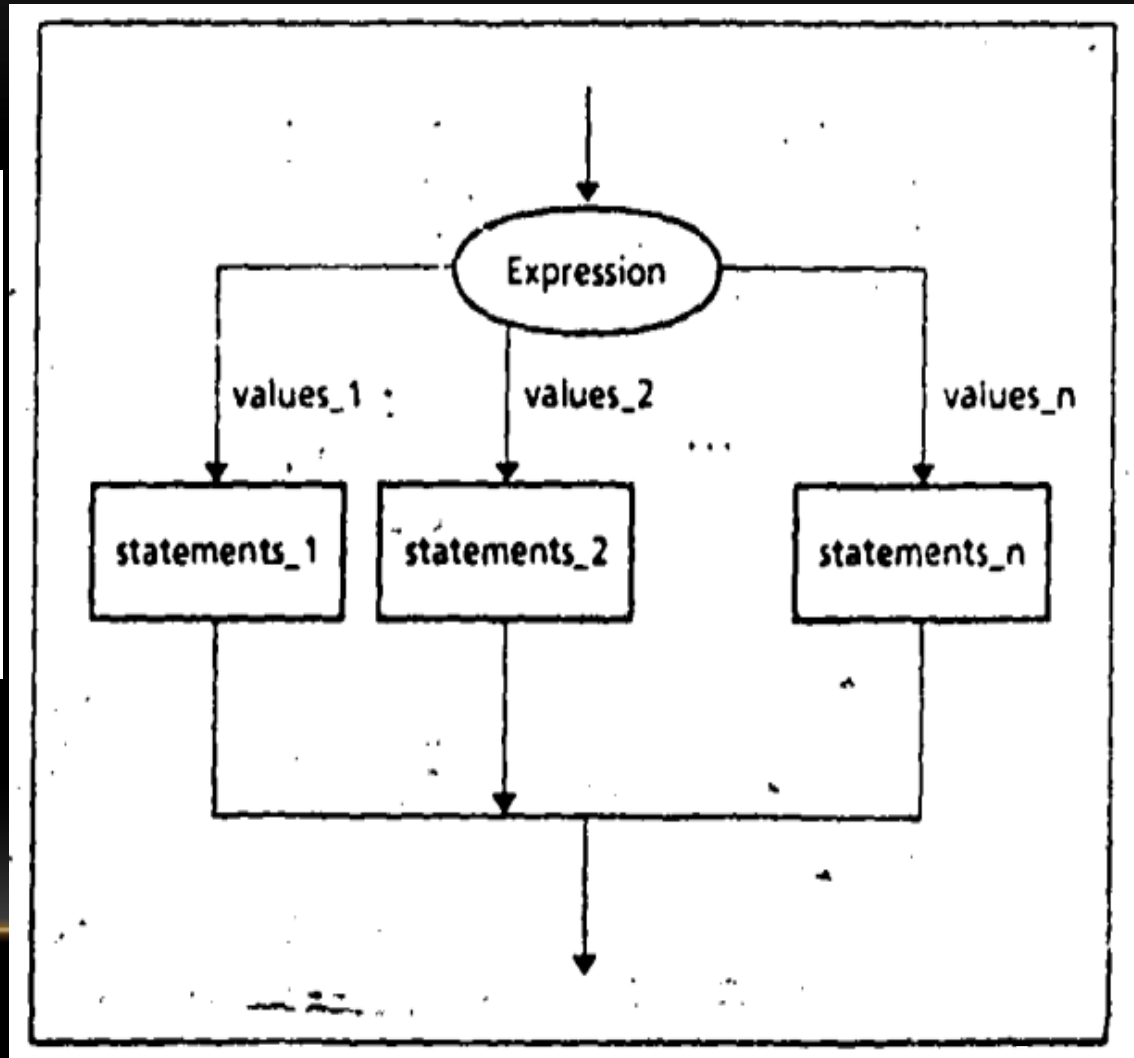 Expression
values_1
values_2
values_n
...
statements_1
statements_2
statements_n